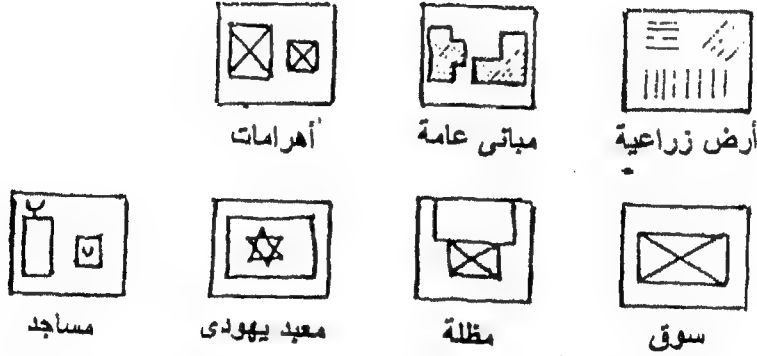 أرض زراعية
مبانى عامة
أهرامات
سوق
مظلة
معبد يهودى
مساجد